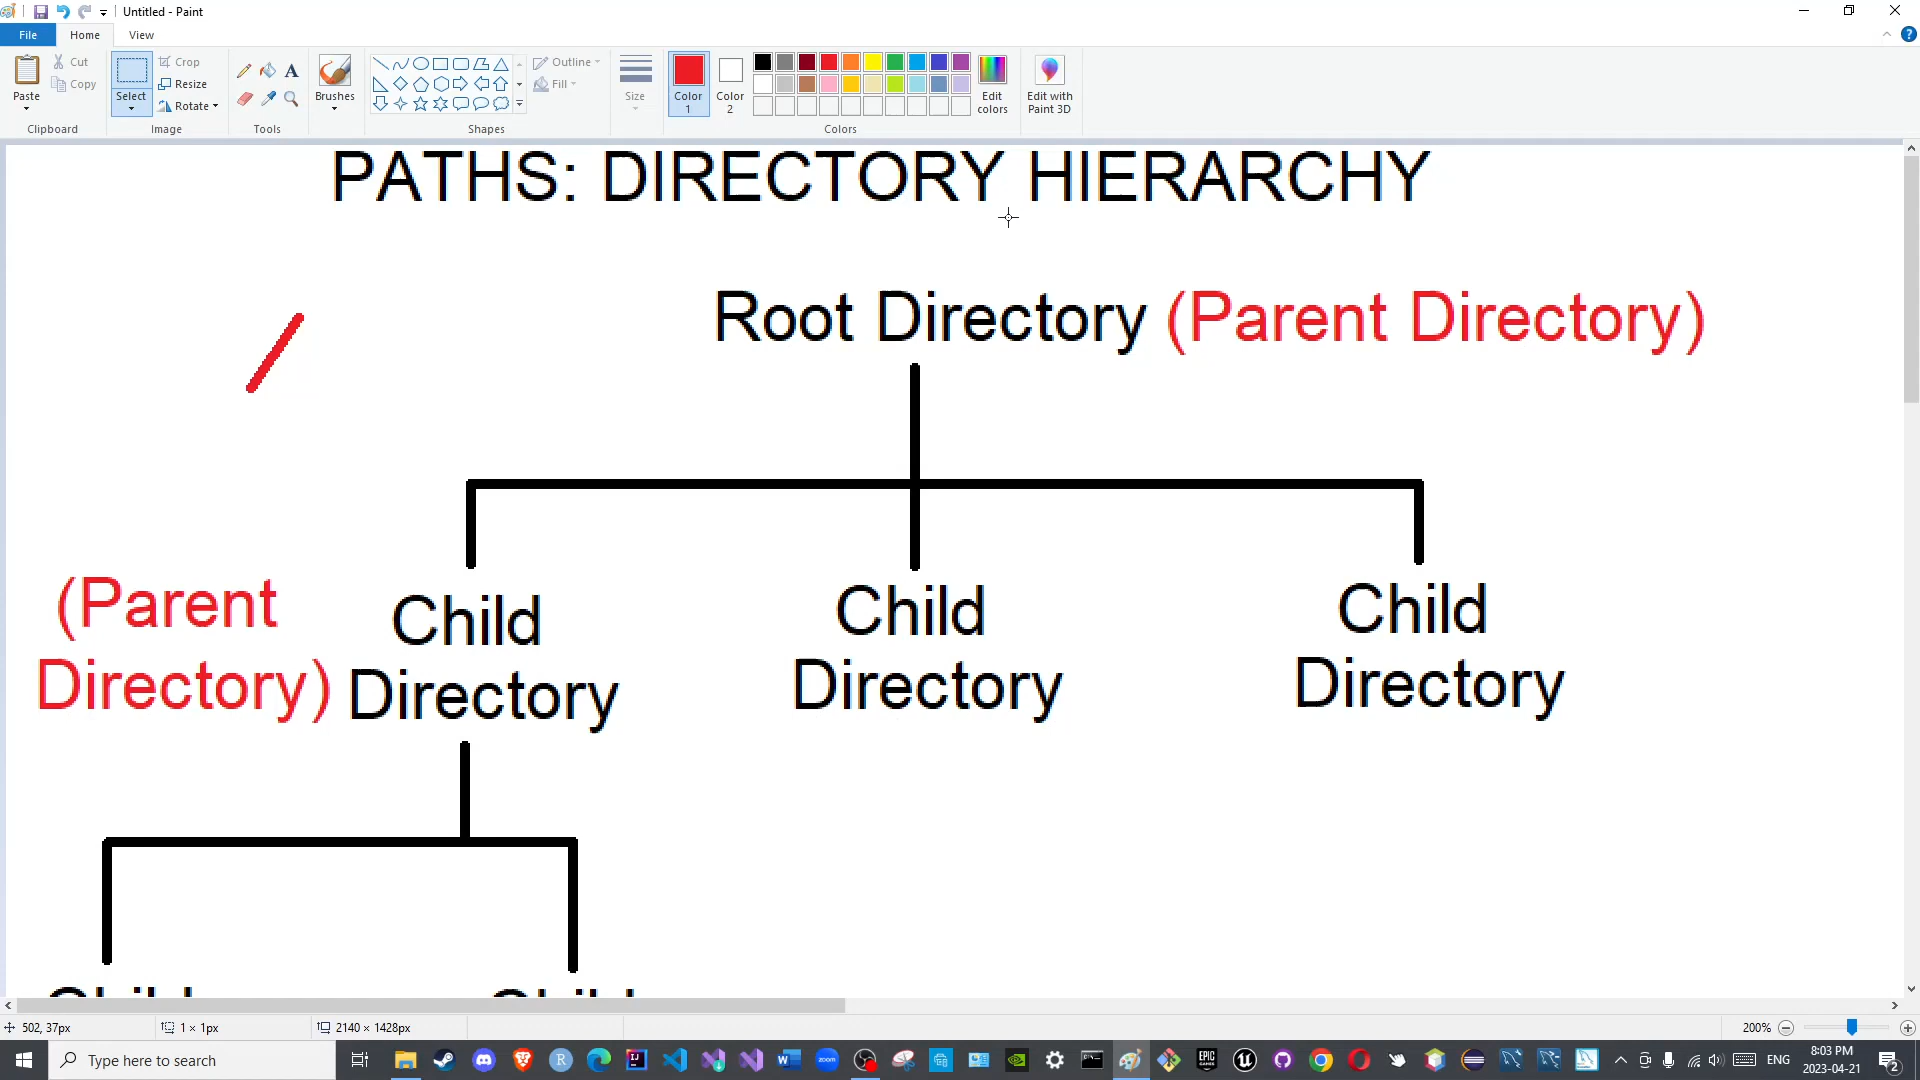 Untitled - Paint
File Home View
Paste
Cut
Copy
Clipboard
Select
Crop
Resize
Rotate
Image
Tools
Brushes
Shapes
Outline
Fill
Size
Color 1
Color 2
Colors
Edit colors
Edit with Paint 3D
PATHS: DIRECTORY HIERARCHY
Root Directory (Parent Directory)
(Parent
Directory)
Child
Directory
Child
Directory
Child
Directory
Child
Child
502, 37px
1 × 1px
2140 × 1428px
200%
Type here to search
ENG
8:03 PM
2023-04-21
2